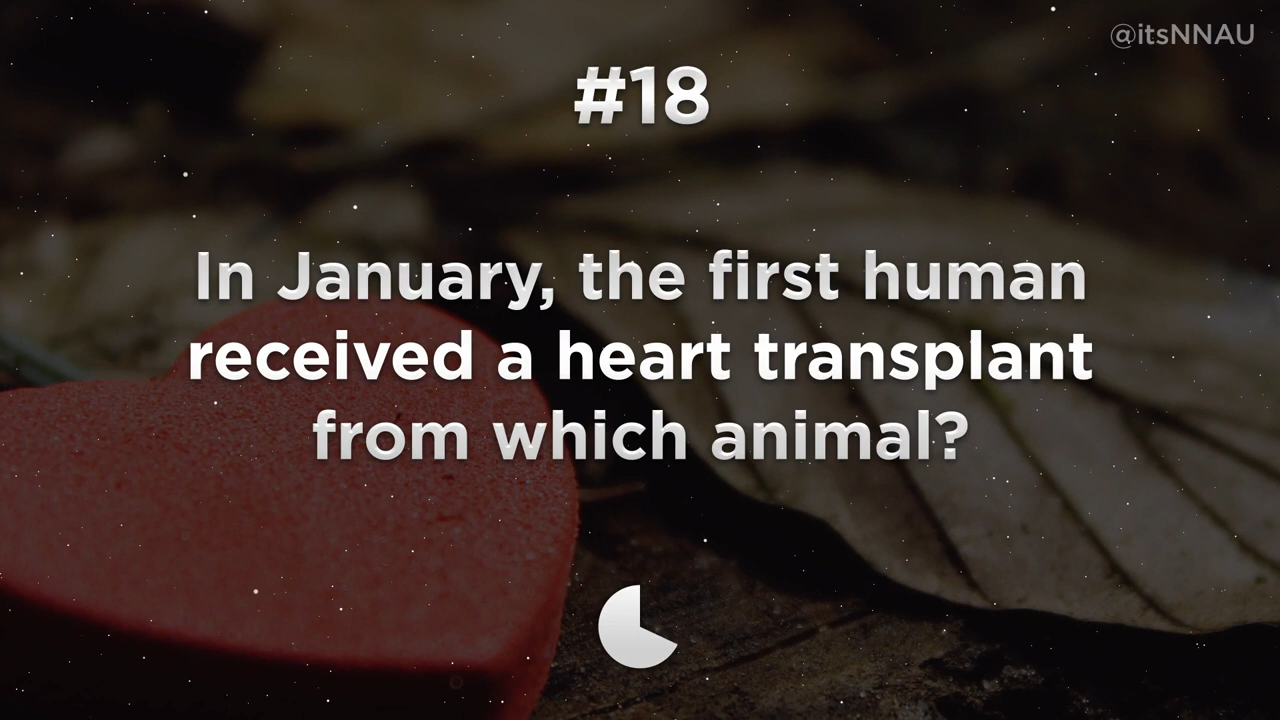 @itsNNAU
#18
In January, the first human
received a heart transplant
from which animal?